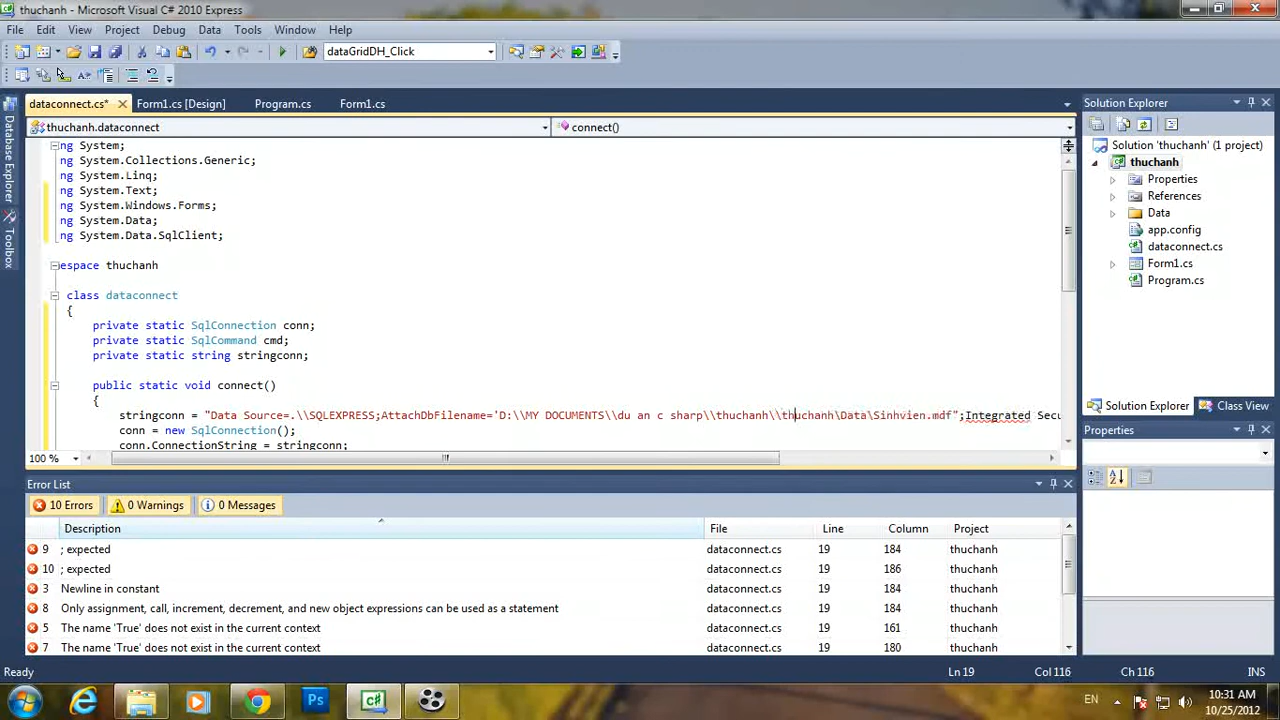 thuchanh - Microsoft Visual C# 2010 Express
File Edit View Project Debug Data Tools Window Help
dataGridDH_Click
dataconnect.cs* Form1.cs [Design] Program.cs Form1.cs
thuchanh.dataconnect connect()
Database Explorer
Toolbox
ng System;
ng System.Collections.Generic;
ng System.Linq;
ng System.Text;
ng System.Windows.Forms;
ng System.Data;
ng System.Data.SqlClient;
espace thuchanh
class dataconnect
{
private static SqlConnection conn;
private static SqlCommand cmd;
private static string stringconn;
public static void connect()
{
stringconn = "Data Source=.\\SQLEXPRESS;AttachDbFilename='D:\\MY DOCUMENTS\\du an c sharp\\thuchanh\\thuchanh\Data\Sinhvien.mdf";Integrated Secu
conn = new SqlConnection();
conn.ConnectionString = stringconn;
100 %
Solution Explorer
Solution 'thuchanh' (1 project)
thuchanh
Properties
References
Data
app.config
dataconnect.cs
Form1.cs
Program.cs
Solution Explorer Class View
Properties
Error List
10 Errors 0 Warnings 0 Messages
Description File Line Column Project
9 ; expected dataconnect.cs 19 184 thuchanh
10 ; expected dataconnect.cs 19 186 thuchanh
3 Newline in constant dataconnect.cs 19 184 thuchanh
8 Only assignment, call, increment, decrement, and new object expressions can be used as a statement dataconnect.cs 19 184 thuchanh
5 The name 'True' does not exist in the current context dataconnect.cs 19 161 thuchanh
7 The name 'True' does not exist in the current context dataconnect.cs 19 180 thuchanh
Ready Ln 19 Col 116 Ch 116 INS
Ps C# EN 10:31 AM
10/25/2012